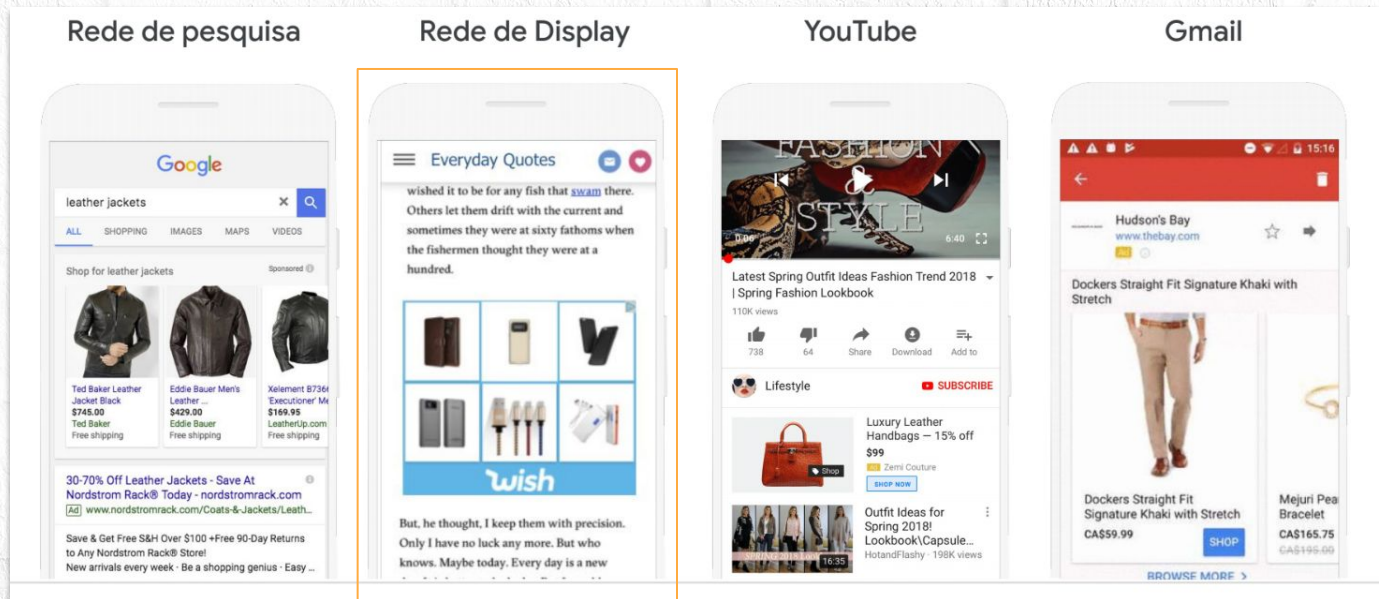 Rede de pesquisa
Google
leather jackets
ALL SHOPPING IMAGES MAPS VIDEOS
Shop for leather jackets Sponsored
Ted Baker Leather
Jacket Black
$745.00
Ted Baker
Free shipping
Eddie Bauer Men's
Leather ...
$429.00
Eddie Bauer
Free shipping
Xelement B736
'Executioner' Me
$169.95
LeatherUp.com
Free shipping
30-70% Off Leather Jackets - Save At
Nordstrom Rack® Today - nordstromrack.com
Ad www.nordstromrack.com/Coats-&-Jackets/Leath...
Save & Get Free S&H Over $100 +Free 90-Day Returns
to Any Nordstrom Rack® Store!
New arrivals every week · Be a shopping genius · Easy ...
Rede de Display
Everyday Quotes
wished it to be for any fish that swam there.
Others let them drift with the current and
sometimes they were at sixty fathoms when
the fishermen thought they were at a
hundred.
wish
But, he thought, I keep them with precision.
Only I have no luck any more. But who
knows. Maybe today. Every day is a new
YouTube
FASHION
&
STYLE
0:06 6:40
Latest Spring Outfit Ideas Fashion Trend 2018
| Spring Fashion Lookbook
110K views
738 64 Share Download Add to
Lifestyle SUBSCRIBE
Luxury Leather
Handbags — 15% off
$99
Ad Zemi Couture
Shop
SHOP NOW
Outfit Ideas for
Spring 2018!
Lookbook\Capsule...
HotandFlashy · 198K views
SPRING 2018
16:35
Gmail
15:16
Hudson's Bay
www.thebay.com
Ad
Dockers Straight Fit Signature Khaki with
Stretch
Dockers Straight Fit
Signature Khaki with Stretch
CA$59.99
SHOP
Mejuri Pea
Bracelet
CA$165.75
CA$195.00
BROWSE MORE >